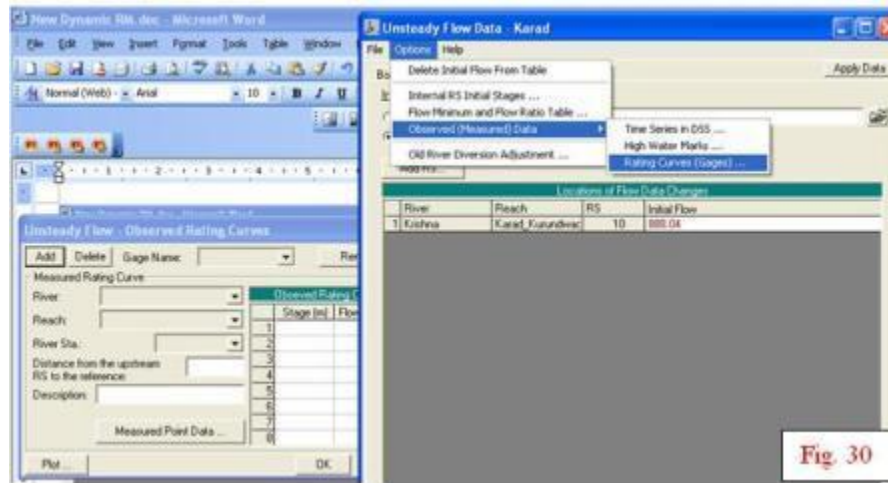 New Dynamic RM.doc - Microsoft Word
File Edit View Insert Format Tools Table Window
Normal (Web) Arial 10 B I U
Unsteady Flow - Observed Rating Curves
Add Delete Gage Name:
Measured Rating Curve
River:
Reach:
River Sta.:
Distance from the upstream
RS to the reference:
Description:
Measured Point Data ...
Plot ... OK
Observed Rating
Stage (m) Flow
1
2
3
4
5
6
7
8
Unsteady Flow Data - Karad
File Options Help
Apply Data
Delete Initial Flow From Table
Internal RS Initial Stages ...
Flow Minimum and Flow Ratio Table ...
Observed (Measured) Data
Old River Diversion Adjustment ...
Time Series in DSS ...
High Water Marks ...
Rating Curves (Gages) ...
Add RS...
Locations of Flow Data Changes
River Reach RS Initial Flow
1 Krishna Karad_Kurundwac 10 888.04
Fig. 30